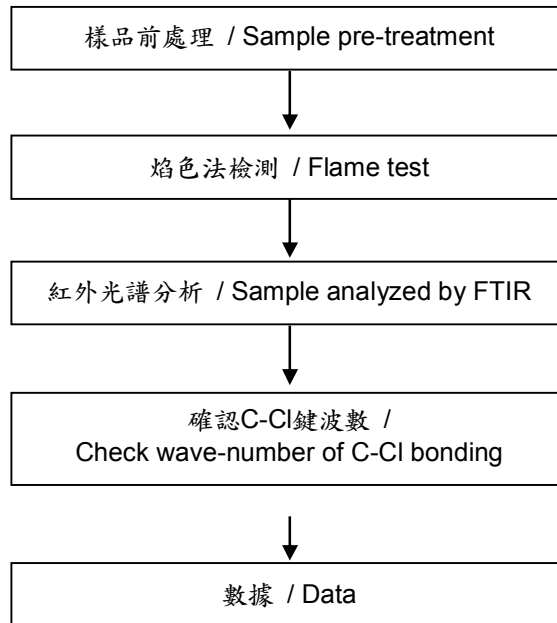 樣品前處理 / Sample pre-treatment
焰色法檢測 / Flame test
紅外光譜分析 / Sample analyzed by FTIR
確認C-Cl鍵波數 /
Check wave-number of C-Cl bonding
數據 / Data